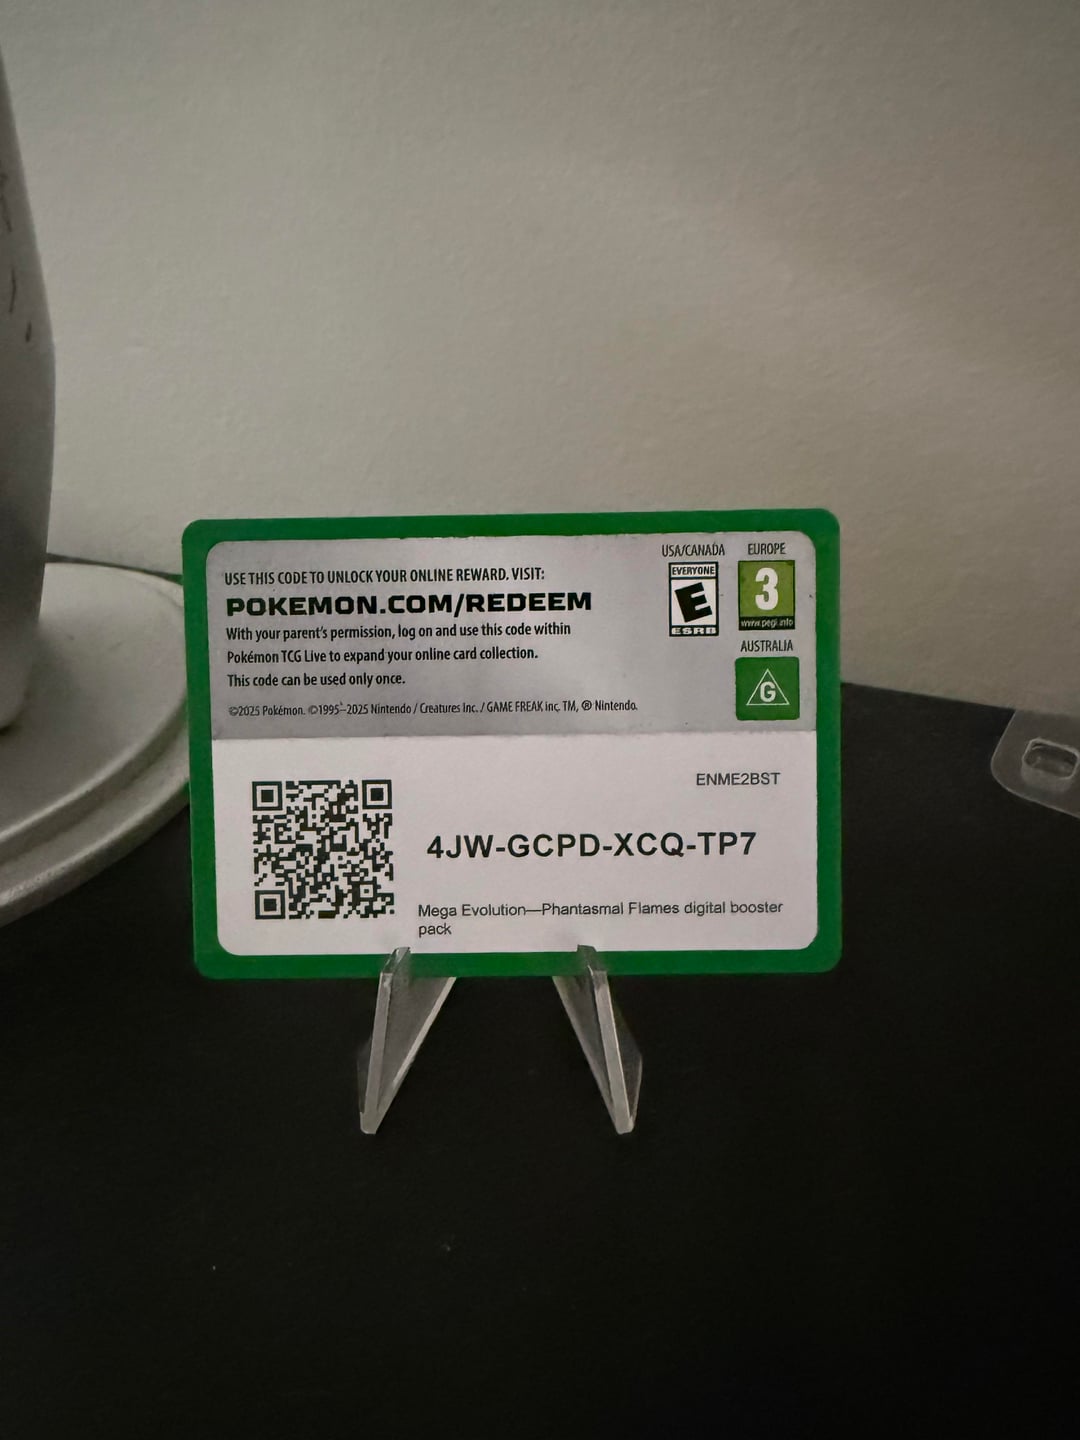 USE THIS CODE TO UNLOCK YOUR ONLINE REWARD. VISIT:
POKEMON.COM/REDEEM
With your parent's permission, log on and use this code within
Pokémon TCG Live to expand your online card collection.
This code can be used only once.
©2025 Pokémon. ©1995–2025 Nintendo / Creatures Inc. / GAME FREAK inc. TM, ® Nintendo.
USA/CANADA
EVERYONE
E
ESRB
EUROPE
3
www.pegi.info
AUSTRALIA
G
ENME2BST
4JW-GCPD-XCQ-TP7
Mega Evolution—Phantasmal Flames digital booster
pack